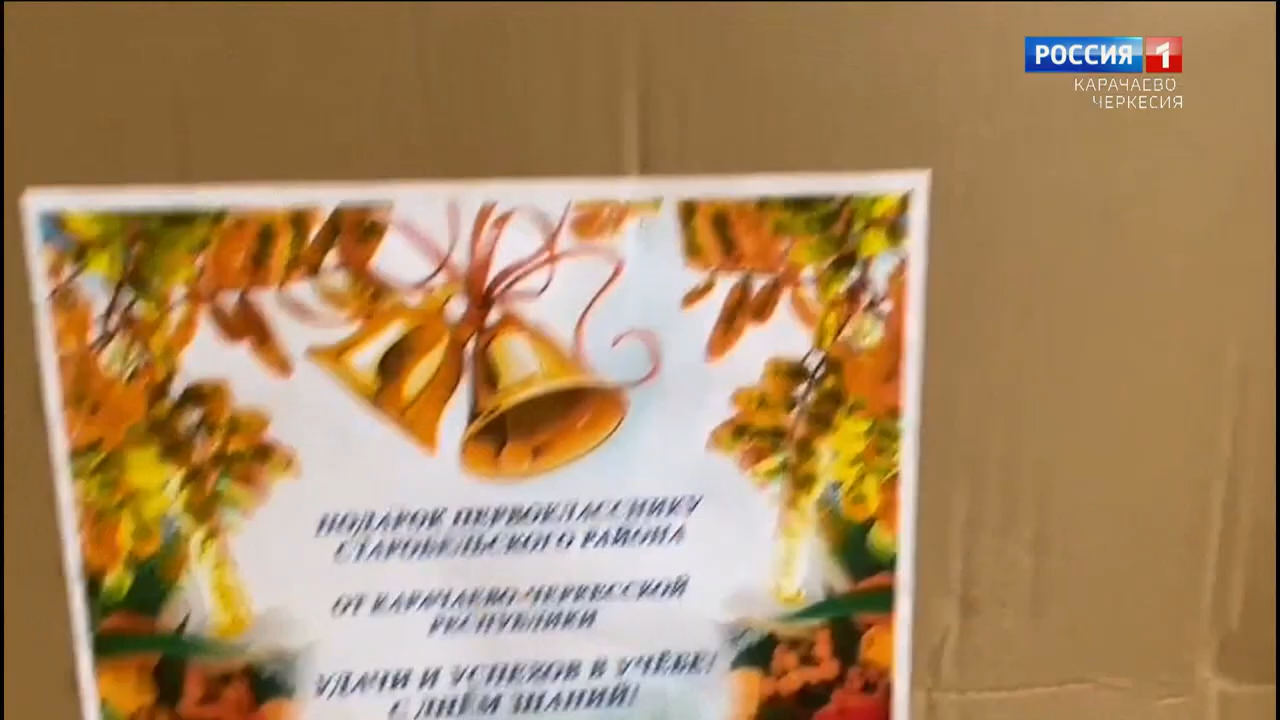 РОССИЯ 1
КАРАЧАЕВО-
ЧЕРКЕСИЯ
ПОДАРОК ПЕРВОКЛАССНИКУ
СТАРОБЕЛЬСКОГО РАЙОНА
ОТ КАРАЧАЕВО-ЧЕРКЕССКОЙ
РЕСПУБЛИКИ
УДАЧИ И УСПЕХОВ В УЧЁБЕ!
С ДНЁМ ЗНАНИЙ!